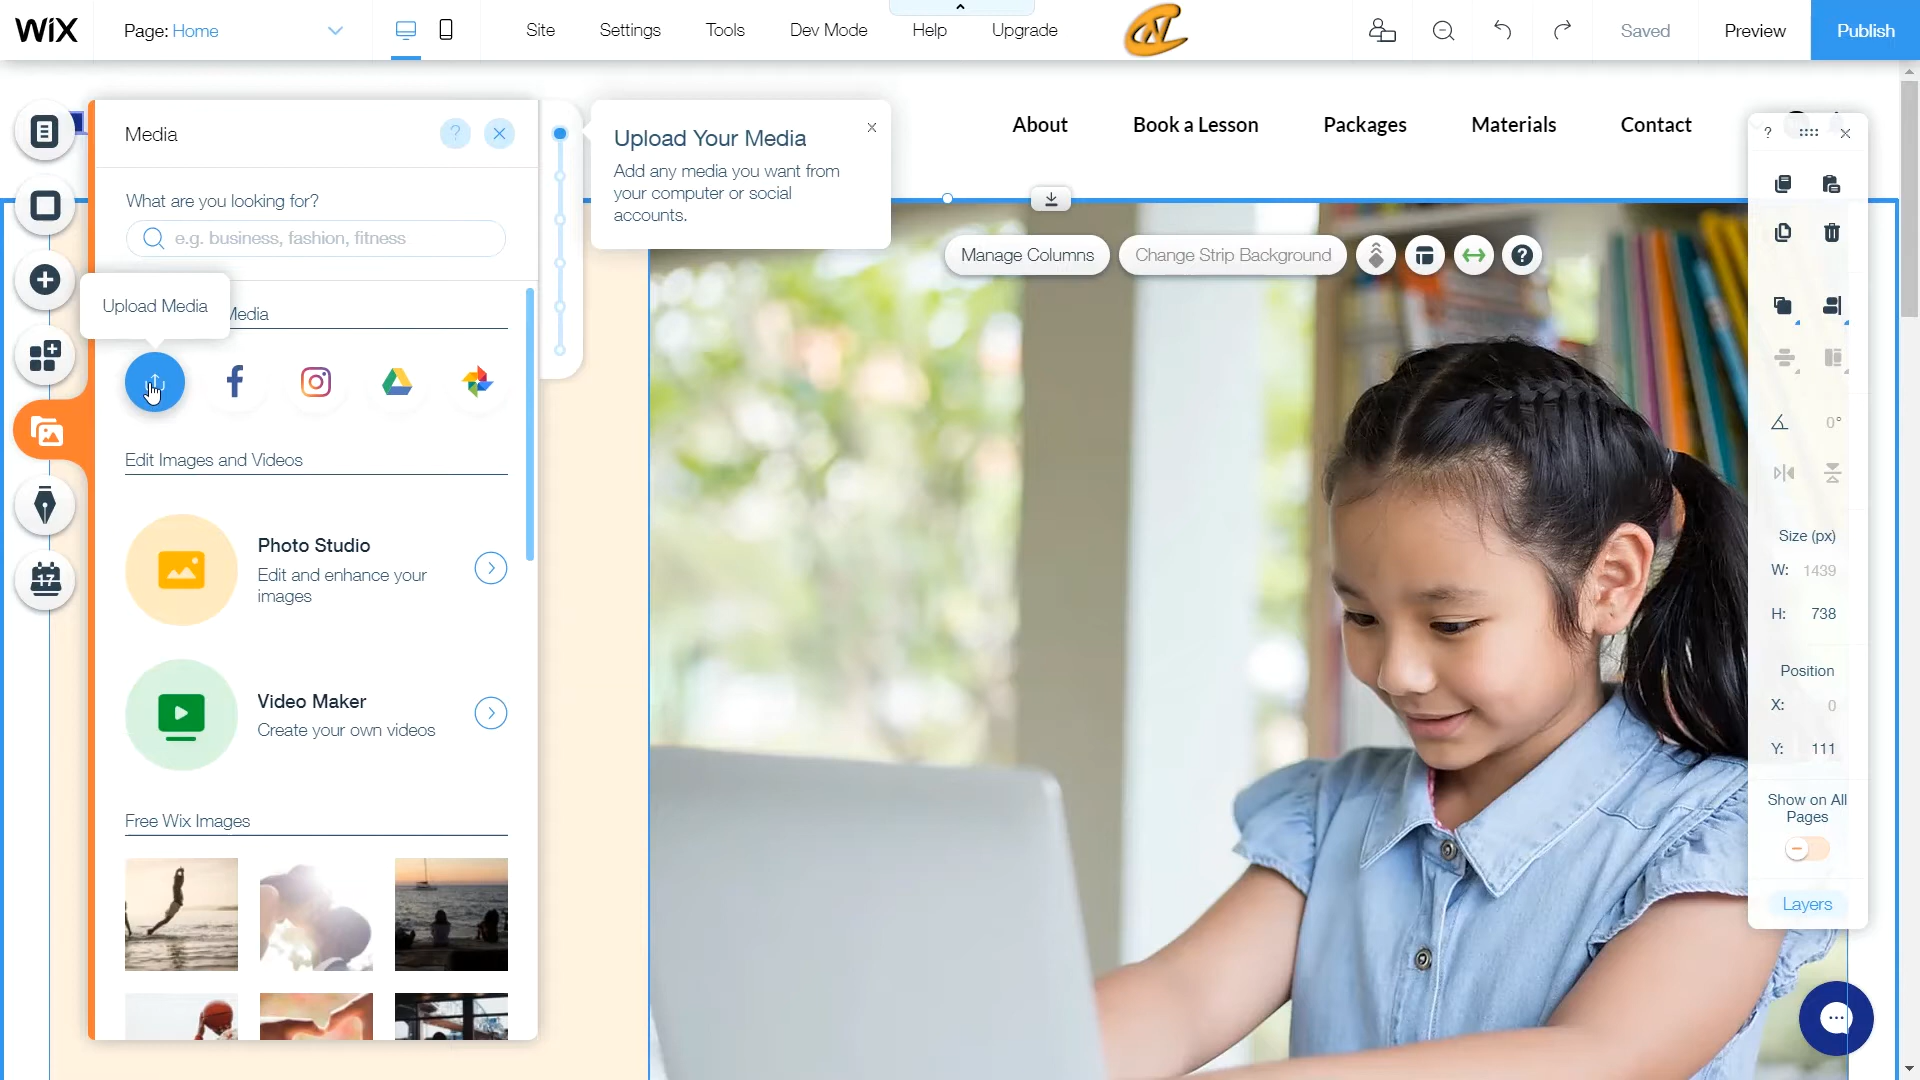 WiX
Page: Home
Site
Settings
Tools
Dev Mode
Help
Upgrade
Saved
Preview
Publish
Media
?
What are you looking for?
e.g. business, fashion, fitness
Upload Media
Media
Edit Images and Videos
Photo Studio
Edit and enhance your
images
Video Maker
Create your own videos
Free Wix Images
17
Upload Your Media
Add any media you want from
your computer or social
accounts.
About
Book a Lesson
Packages
Materials
Contact
Manage Columns
Change Strip Background
?
?
0°
Size (px)
W: 1439
H: 738
Position
X: 0
Y: 111
Show on All
Pages
Layers